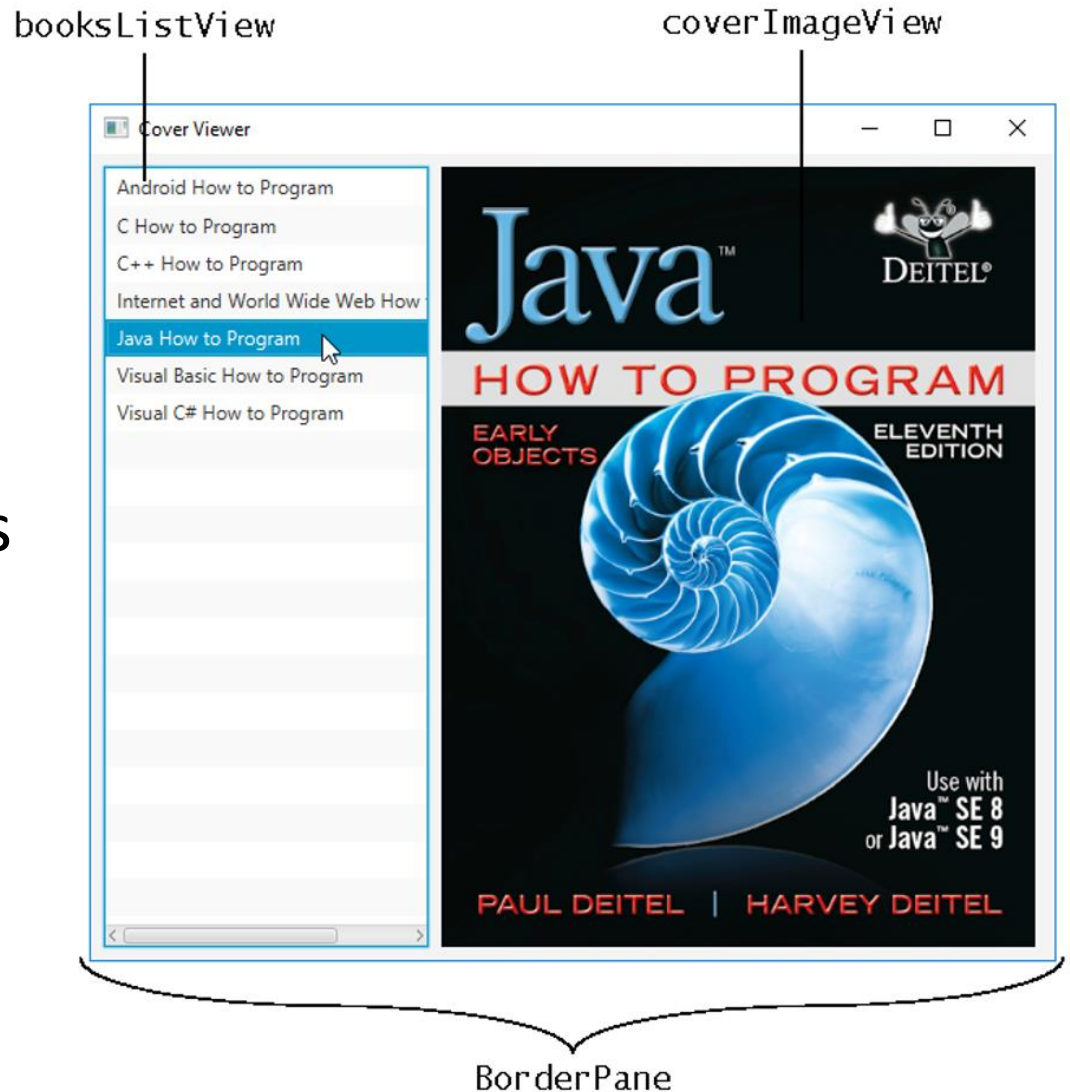 booksListView
coverImageView
Cover Viewer
Android How to Program
C How to Program
C++ How to Program
Internet and World Wide Web How
Java How to Program
Visual Basic How to Program
Visual C# How to Program
s
Java™
DEITEL®
HOW TO PROGRAM
EARLY
OBJECTS
ELEVENTH
EDITION
Use with
Java™ SE 8
or Java™ SE 9
PAUL DEITEL | HARVEY DEITEL
BorderPane